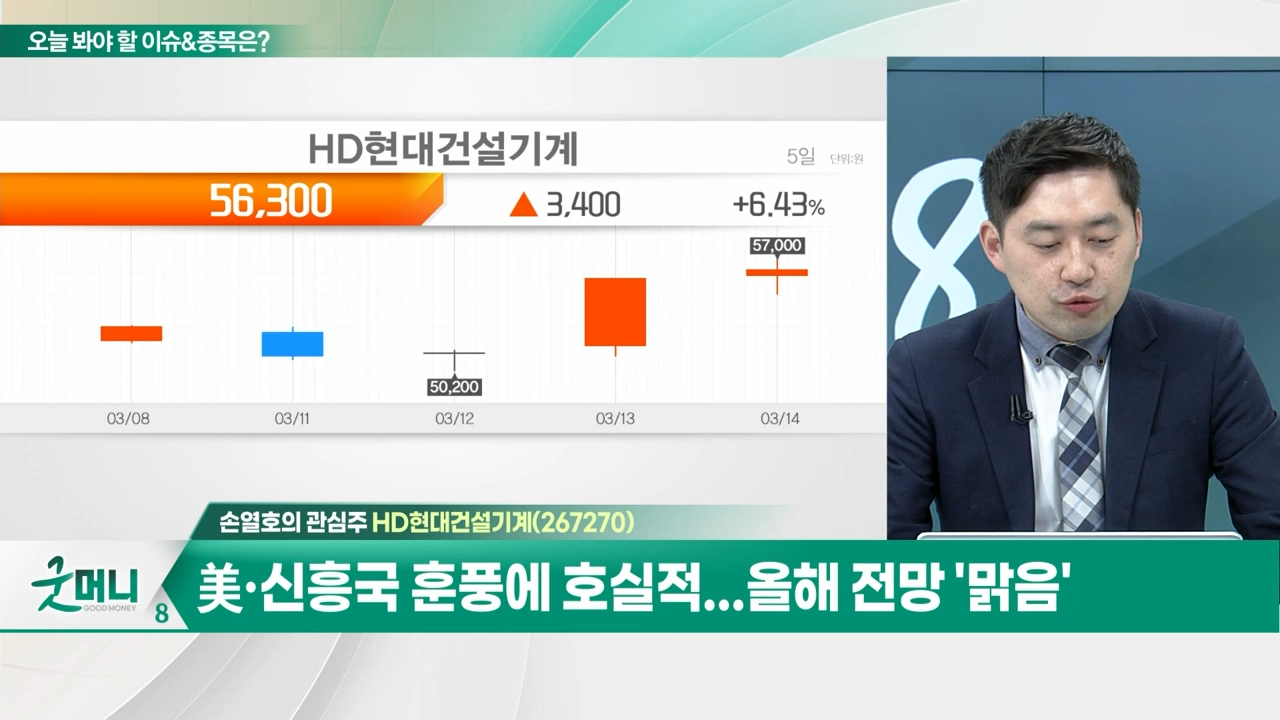 오늘 봐야 할 이슈&종목은?
HD현대건설기계
5일 단위:원
56,300 ▲ 3,400 +6.43%
57,000
50,200
03/08 03/11 03/12 03/13 03/14
8
손열호의 관심주 HD현대건설기계(267270)
굿머니
GOOD MONEY
8
美·신흥국 훈풍에 호실적...올해 전망 '맑음'